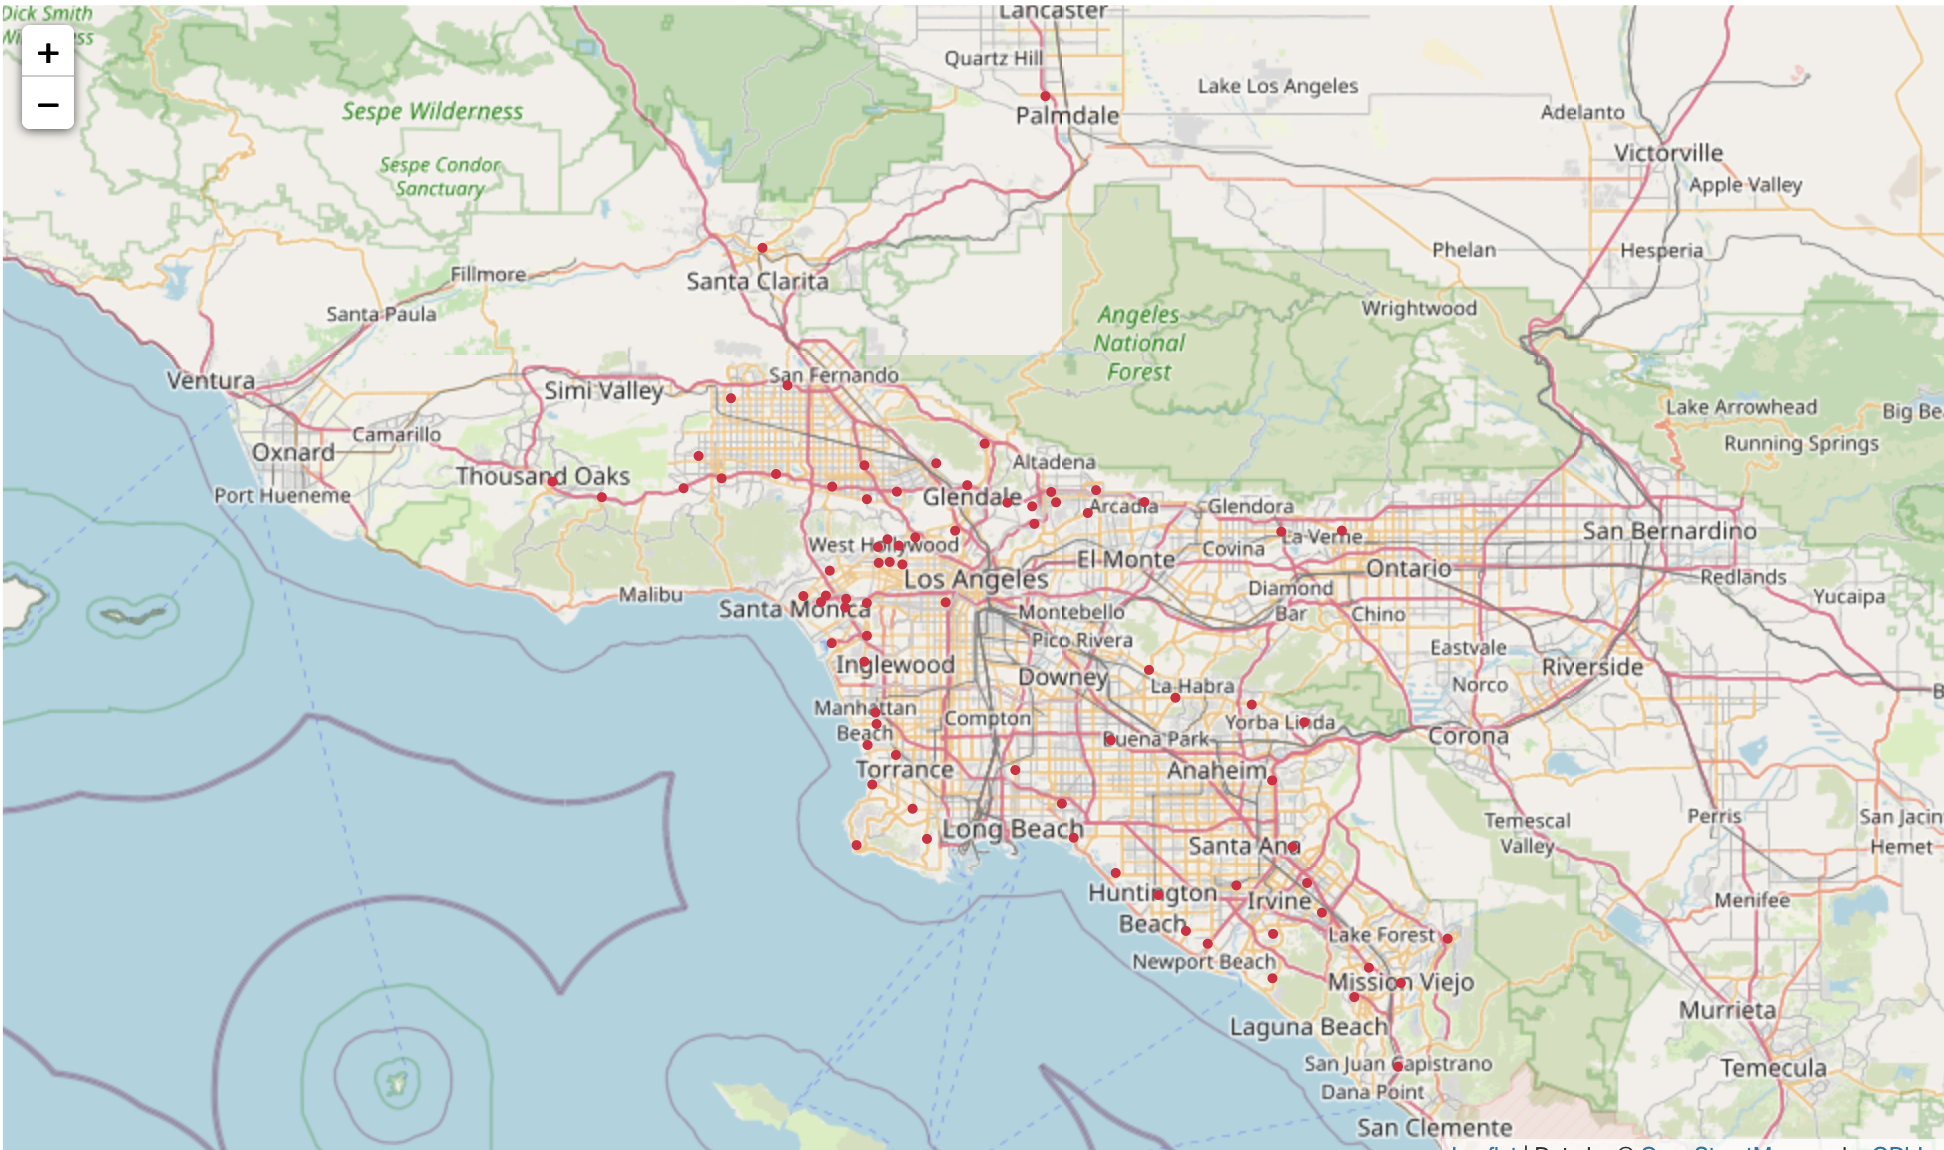 Dick Smith
Lancaster
+
Quartz Hill
Lake Los Angeles
−
Sespe Wilderness
Palmdale
Adelanto
Victorville
Sespe Condor
Sanctuary
Apple Valley
Phelan
Hesperia
Fillmore
Santa Clarita
Santa Paula
Wrightwood
Angeles
National
Forest
Ventura
Simi Valley
San Fernando
Lake Arrowhead
Big Be
Camarillo
Running Springs
Oxnard
Altadena
Thousand Oaks
Port Hueneme
Glendale
Arcadia
Glendora
San Bernardino
West Hollywood
La Verne
Covina
El Monte
Ontario
Los Angeles
Redlands
Malibu
Diamond
Bar
Yucaipa
Santa Monica
Montebello
Chino
Pico Rivera
Eastvale
Inglewood
Riverside
Downey
La Habra
Norco
Manhattan
Beach
Compton
Yorba Linda
Buena Park
Corona
Torrance
Anaheim
Temescal
Valley
Perris
San Jacin
Long Beach
Santa Ana
Hemet
Huntington
Beach
Irvine
Menifee
Lake Forest
Newport Beach
Mission Viejo
Murrieta
Laguna Beach
San Juan Capistrano
Temecula
Dana Point
San Clemente